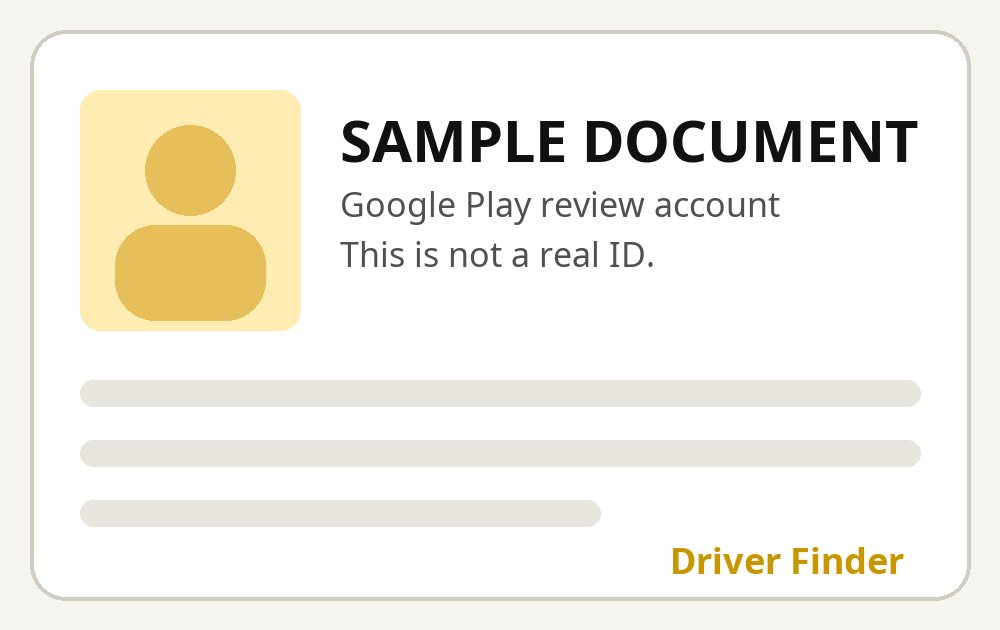 SAMPLE DOCUMENT
Google Play review account
This is not a real ID.
Driver Finder